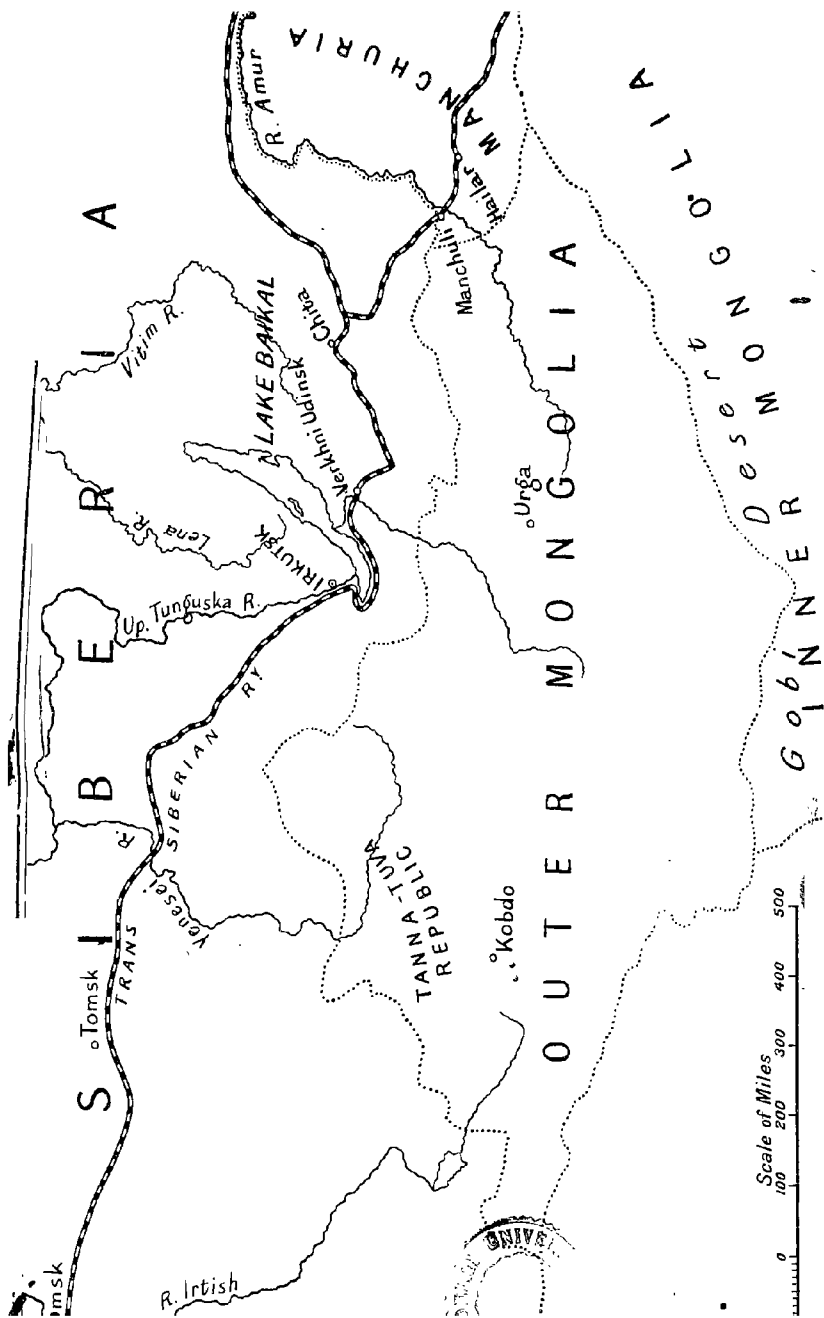 SIBERIA
Tomsk
TRANS SIBERIAN RY
Yenesei R.
Up. Tunguska R.
IRKUTSK
Lena R.
Vitim R.
LAKE BAIKAL
Verkhni Udinsk
Chita
R. Amur
MANCHURIA
Hailar
Manchuli
R. Irtish
omsk
TANNA-TUVA
REPUBLIC
Kobdo
Urga
OUTER MONGOLIA
Gobi Desert
INNER MONGOLIA
UNIVE
Scale of Miles
0 100 200 300 400 500